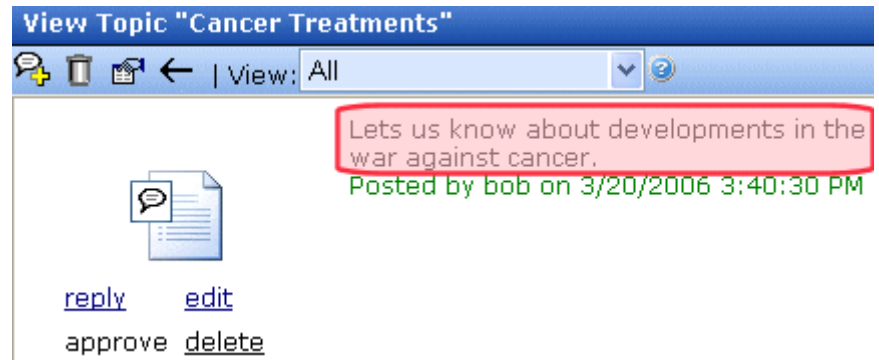 View Topic "Cancer Treatments"
| View: All
Lets us know about developments in the
war against cancer.
Posted by bob on 3/20/2006 3:40:30 PM
reply edit
approve delete